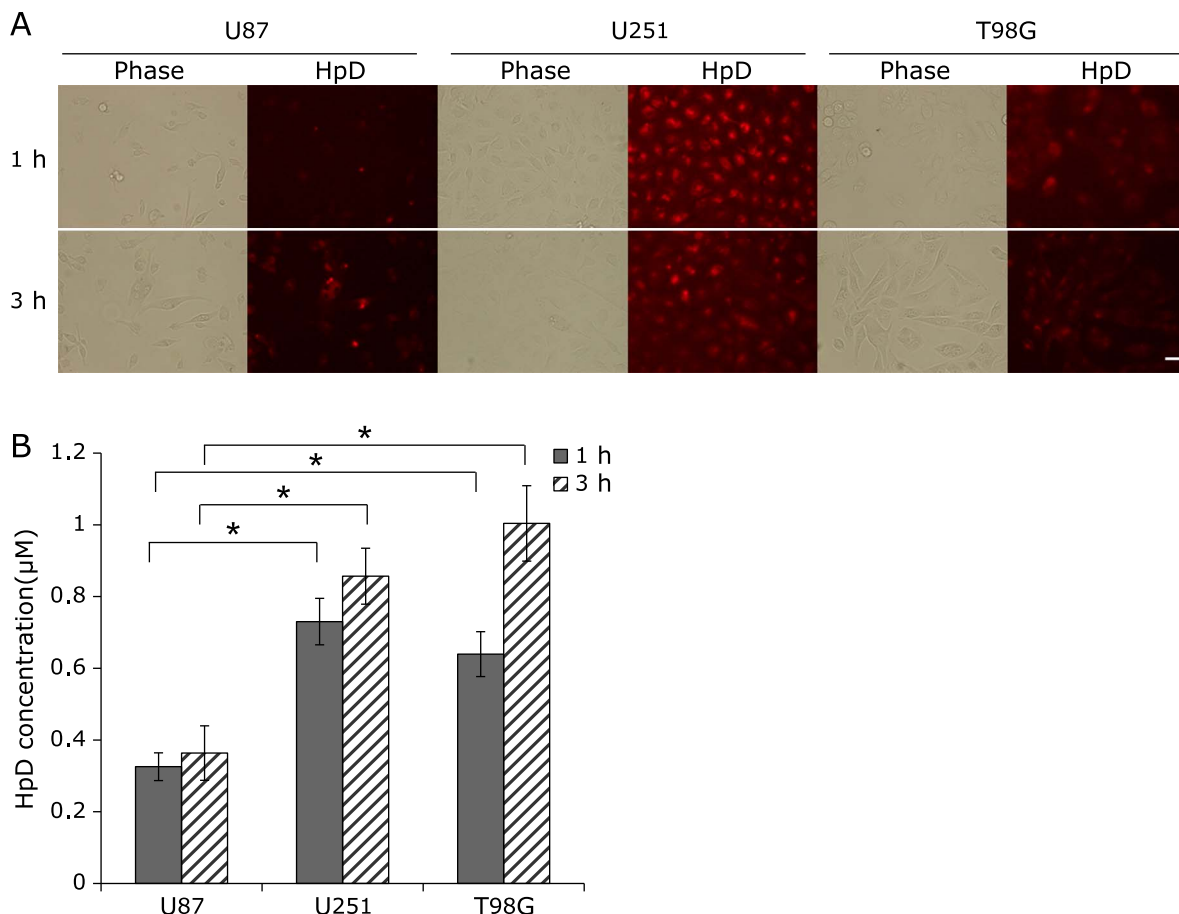 A
U87 U251 T98G
Phase HpD Phase HpD Phase HpD
1 h
3 h
B
1.2
1
0.8
0.6
0.4
0.2
0
HpD concentration(µM)
*
*
*
*
1 h
3 h
U87 U251 T98G